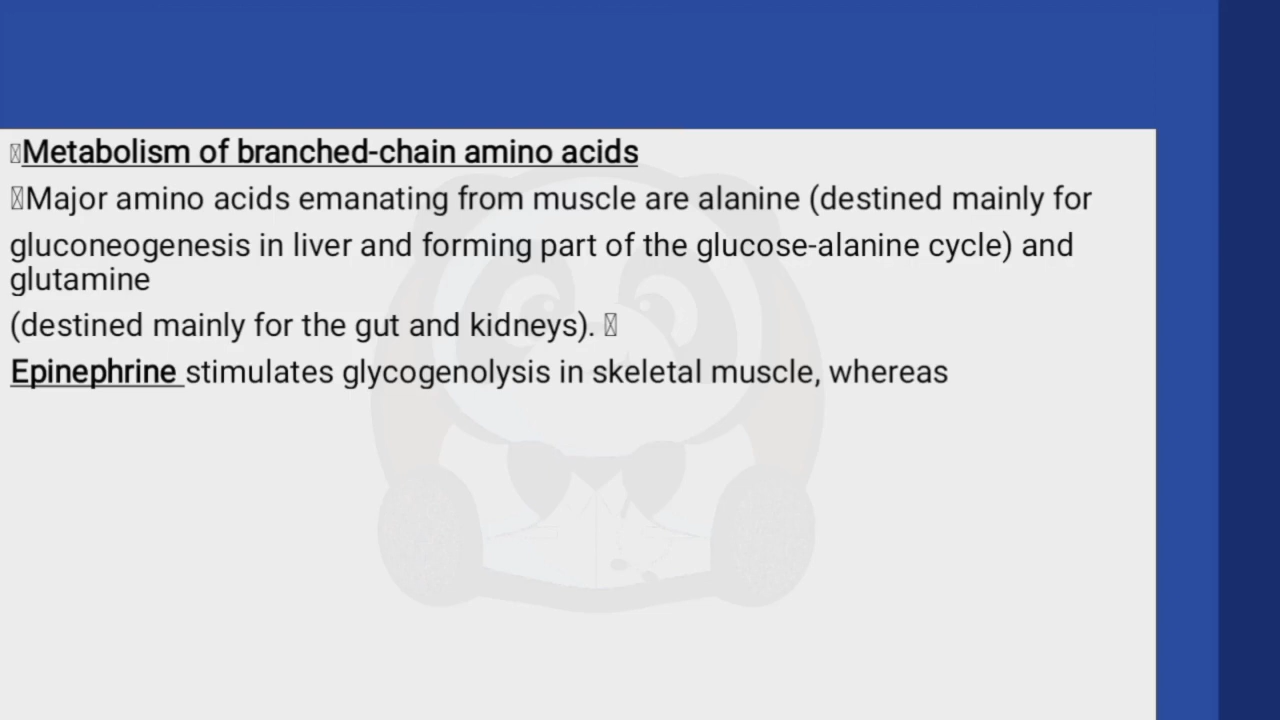 Metabolism of branched-chain amino acids
Major amino acids emanating from muscle are alanine (destined mainly for
gluconeogenesis in liver and forming part of the glucose-alanine cycle) and
glutamine
(destined mainly for the gut and kidneys).
Epinephrine stimulates glycogenolysis in skeletal muscle, whereas